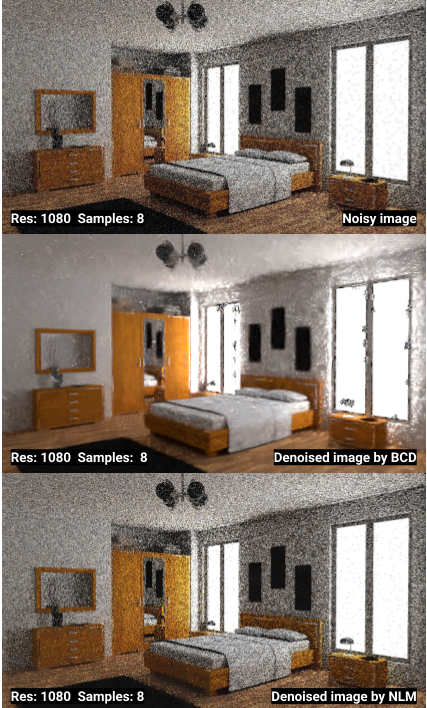 Res: 1080 Samples: 8
Noisy image
Res: 1080 Samples: 8
Denoised image by BCD
Res: 1080 Samples: 8
Denoised image by NLM